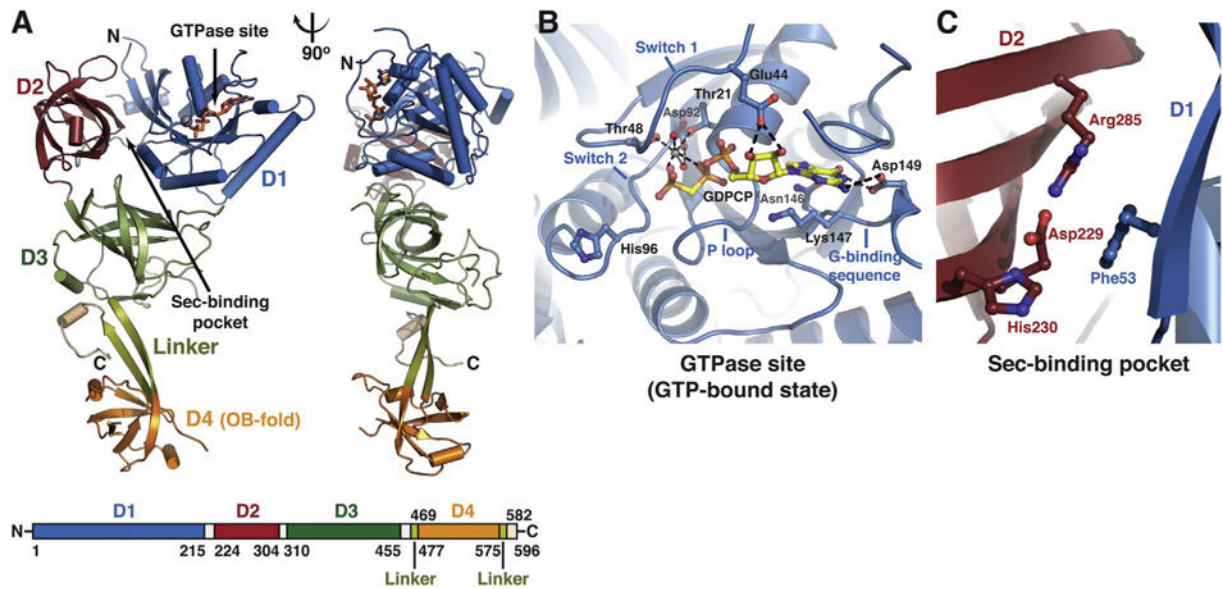 A
N
GTPase site
D2
D1
D3
Sec-binding
pocket
Linker
C
D4 (OB-fold)
90º
N
C
D1
D2
D3
469
D4
582
N
C
1
215
224
304
310
455
477
575
596
Linker
Linker
B
Switch 1
Glu44
Thr21
Asp92
Thr48
Switch 2
Asp149
GDPCP
Asn146
His96
Lys147
P loop
G-binding
sequence
GTPase site
(GTP-bound state)
C
D2
D1
Arg285
Asp229
Phe53
His230
Sec-binding pocket